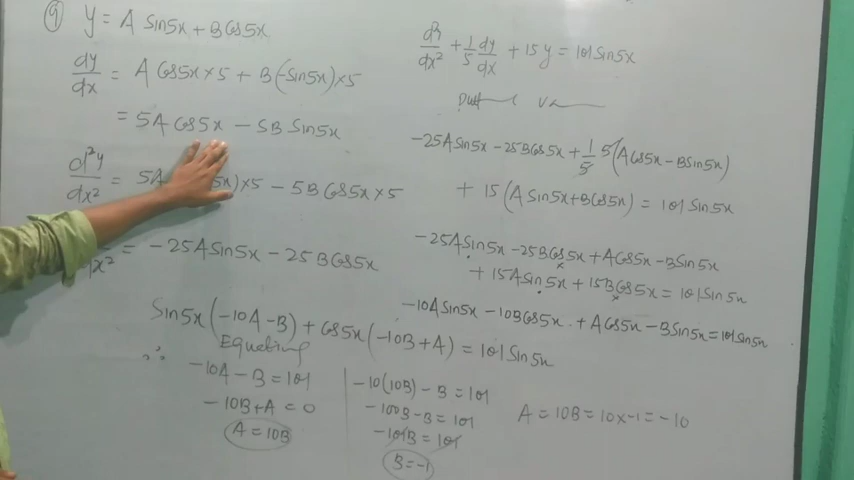 9 y = A Sin5x + B Cos5x
dy/dx = A Cos5x × 5 + B(-Sin5x) × 5
= 5A Cos5x - 5B Sin5x
d²y/dx² = 5A 5x) × 5 - 5B Cos5x × 5
x² = -25A Sin5x - 25B Cos5x
d²y/dx² + 1/5 dy/dx + 15y = 101 Sin5x
-25A Sin5x - 25B Cos5x + 1/5 5(A Cos5x - B Sin5x)
+ 15(A Sin5x + B Cos5x) = 101 Sin5x
-25A Sin5x - 25B Cos5x + A Cos5x - B Sin5x
+ 15A Sin5x + 15B Cos5x = 101 Sin5x
-10A Sin5x - 10B Cos5x + A Cos5x - B Sin5x = 101 Sin5x
Sin5x(-10A - B) + Cos5x(-10B + A) = 101 Sin5x
∴ Equating
-10A - B = 101
-10B + A = 0
A = 10B
-10(10B) - B = 101
-100B - B = 101
-101B = 101
B = -1
A = 10B = 10×-1 = -10